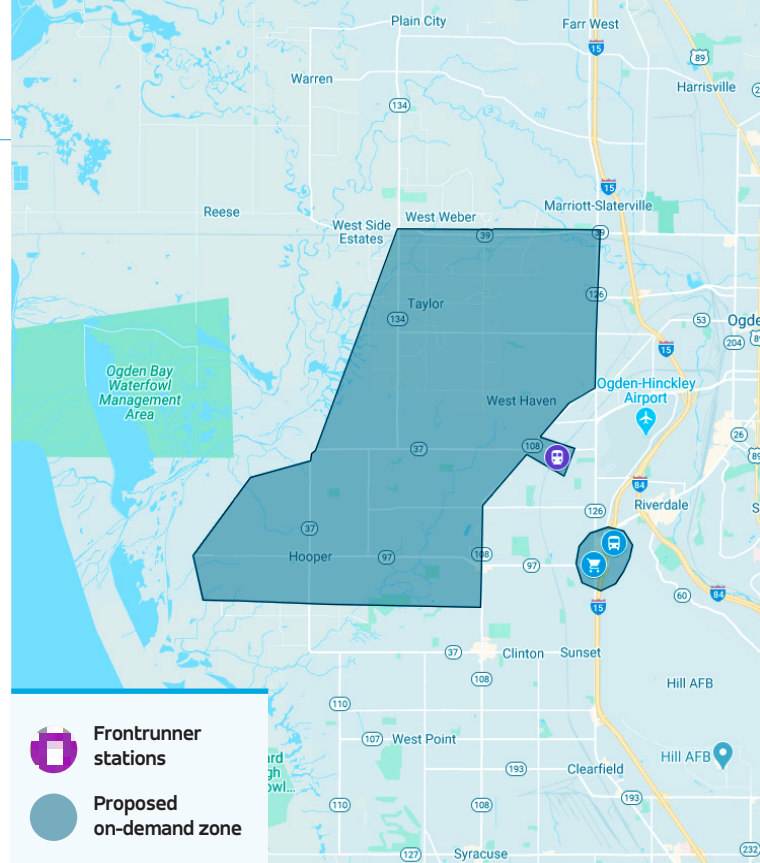 Plain City
Farr West
15
89
Warren
Harrisville
134
15
Reese
Marriott-Slaterville
West Weber
West Side
Estates
39
39
126
Taylor
134
53
Ogde
204
15
Ogden Bay
Waterfowl
Management
Area
Ogden-Hinckley
Airport
West Haven
26
108
37
89
84
Riverdale
126
37
Hooper
97
108
97
84
60
15
37
Clinton
Sunset
108
Hill AFB
110
107
West Point
Hill AFB
193
Clearfield
193
110
108
127
Syracuse
232
ard
gh
owl...
Frontrunner
stations
Proposed
on-demand zone